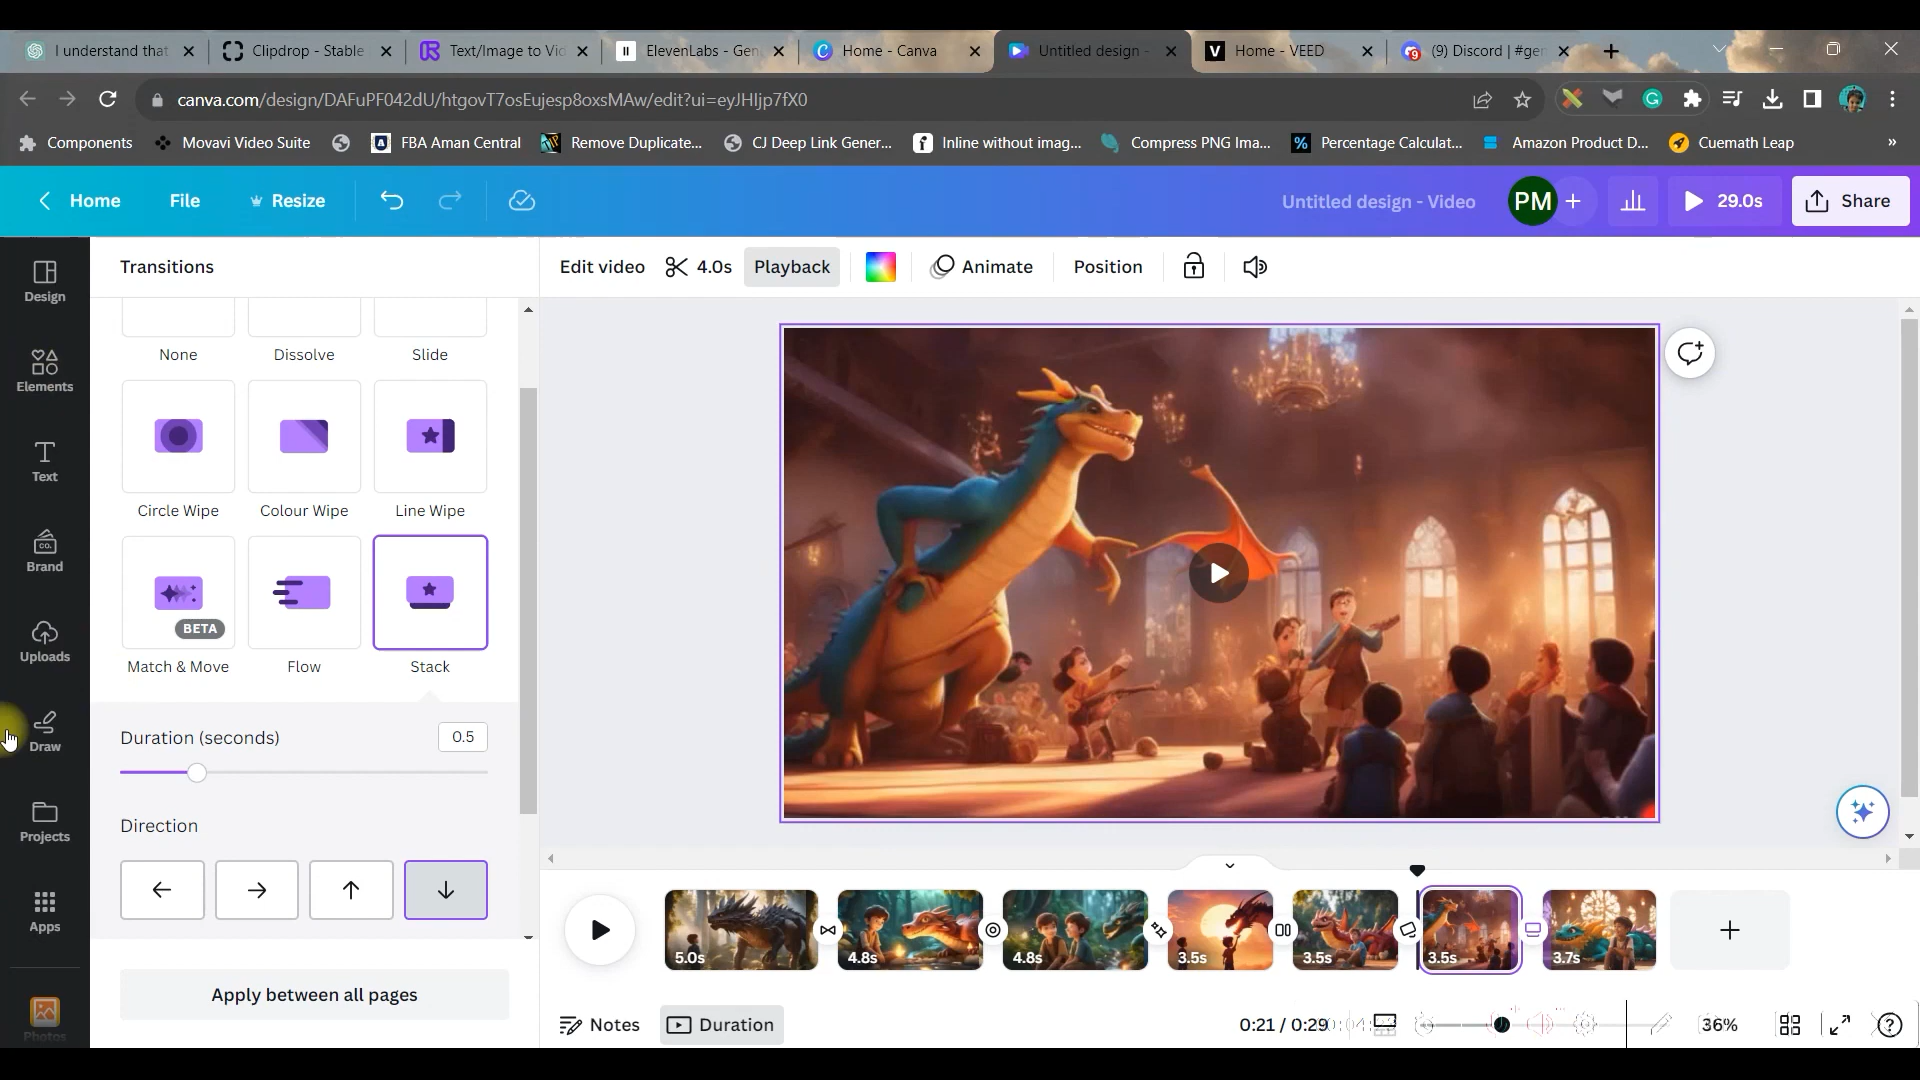 I understand that
Clipdrop - Stable
Text/Image to Vid
ElevenLabs - Gen
Home - Canva
Untitled design -
Home - VEED
(9) Discord | #gen
canva.com/design/DAFuPF042dU/htgovT7osEujesp8oxsMAw/edit?ui=eyJHIjp7fX0
Components
Movavi Video Suite
FBA Aman Central
Remove Duplicate...
CJ Deep Link Gener...
Inline without imag...
Compress PNG Ima...
Percentage Calculat...
Amazon Product D...
Cuemath Leap
»
Home
File
Resize
Untitled design - Video
PM
29.0s
Share
Design
Elements
Text
Brand
Uploads
Draw
Projects
Apps
Photos
Transitions
None
Dissolve
Slide
Circle Wipe
Colour Wipe
Line Wipe
BETA
Match & Move
Flow
Stack
Duration (seconds)
0.5
Direction
Apply between all pages
Edit video
4.0s
Playback
Animate
Position
5.0s
4.8s
4.8s
3.5s
3.5s
3.5s
3.7s
Notes
Duration
0:21 / 0:29
36%